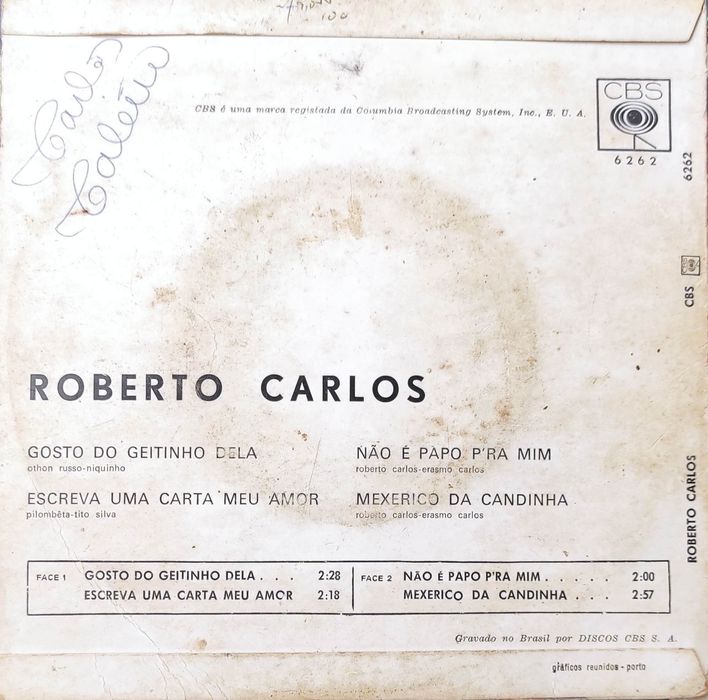 100
Carlos
CBS
CBS é uma marca registada da Columbia Broadcasting System, Inc., E. U. A.
6262
6262
CBS
ROBERTO CARLOS
GOSTO DO GEITINHO DELA
othon russo-niquinho
NÃO É PAPO P'RA MIM
roberto carlos-erasmo carlos
ESCREVA UMA CARTA MEU AMOR
pilombêta-tito silva
MEXERICO DA CANDINHA
roberto carlos-erasmo carlos
ROBERTO CARLOS
FACE 1 GOSTO DO GEITINHO DELA . . . 2:28
ESCREVA UMA CARTA MEU AMOR 2:18
FACE 2 NÃO É PAPO P'RA MIM . . . . . 2:00
MEXERICO DA CANDINHA . . . 2:57
Gravado no Brasil por DISCOS CBS S. A.
gráficos reunidos - porto